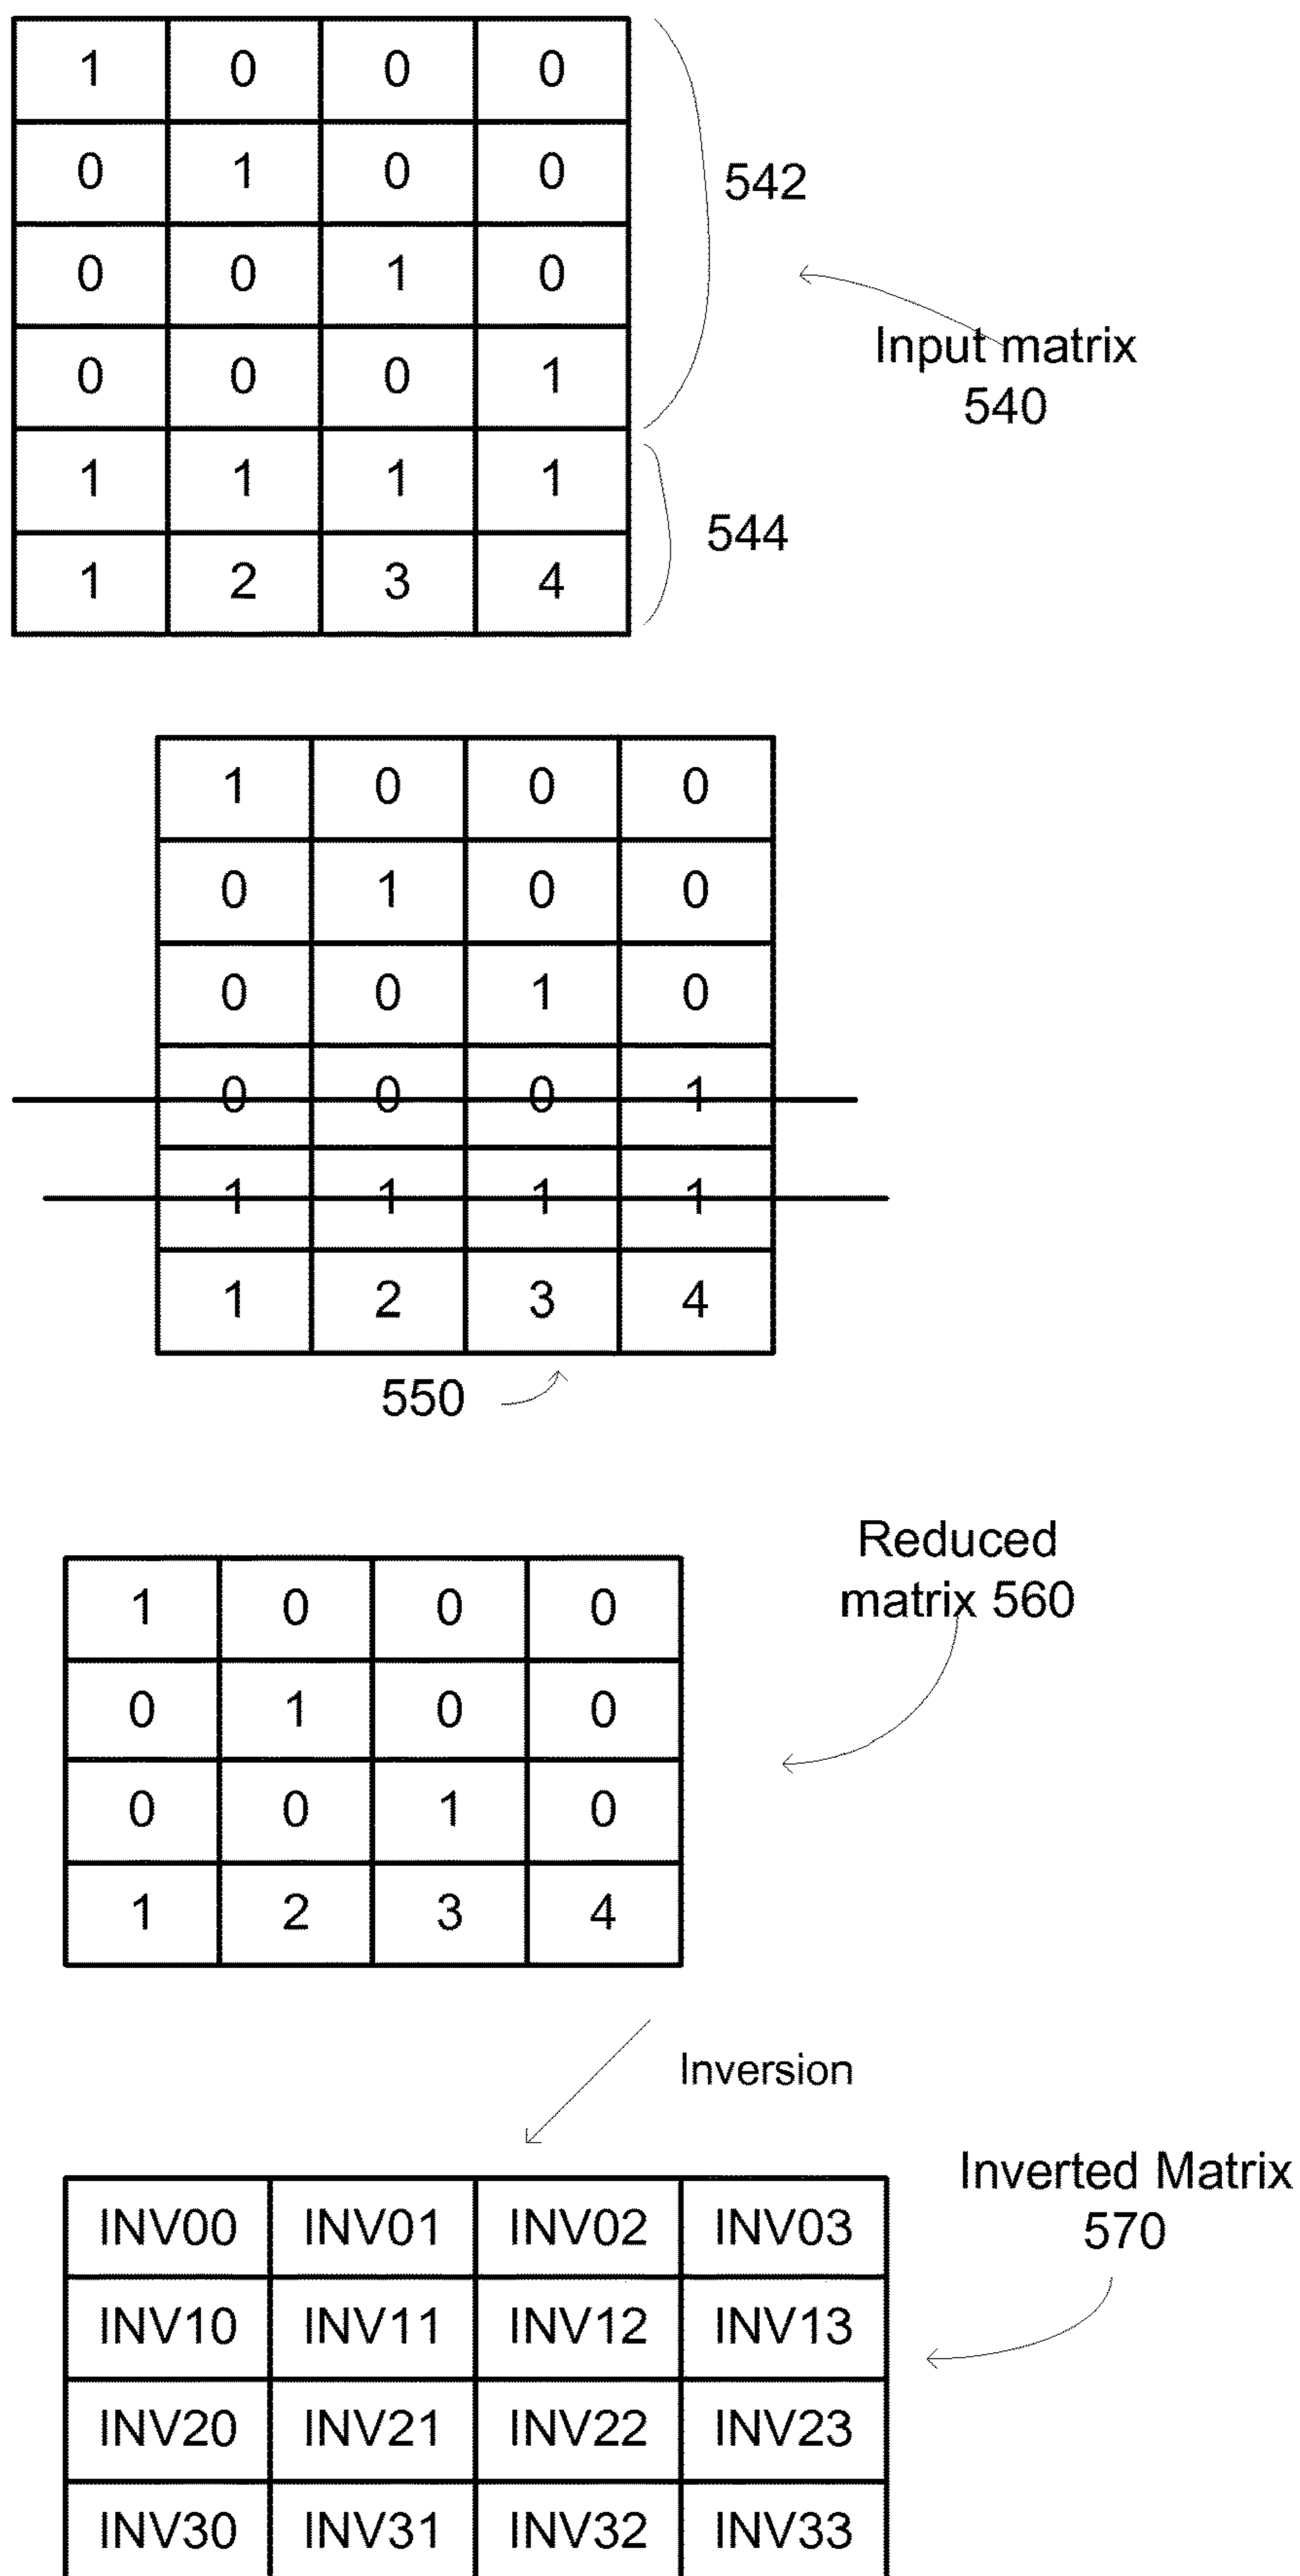 1 0 0 0
0 1 0 0
542
0 0 1 0
Input matrix
540
0 0 0 1
1 1 1 1
544
1 2 3 4
1 0 0 0
0 1 0 0
0 0 1 0
0 0 0 1
1 1 1 1
1 2 3 4
550
Reduced
matrix 560
1 0 0 0
0 1 0 0
0 0 1 0
1 2 3 4
Inversion
Inverted Matrix
570
INV00 INV01 INV02 INV03
INV10 INV11 INV12 INV13
INV20 INV21 INV22 INV23
INV30 INV31 INV32 INV33